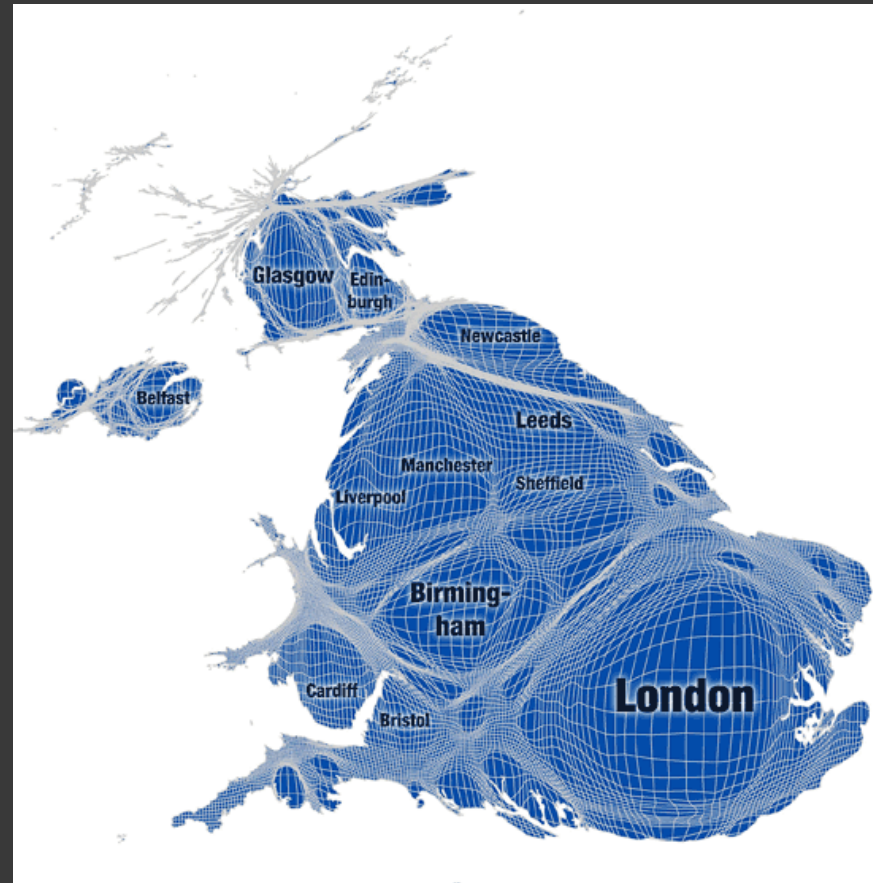 Glasgow
Edin-
burgh
Newcastle
Belfast
Leeds
Manchester
Sheffield
Liverpool
Birming-
ham
Cardiff
London
Bristol